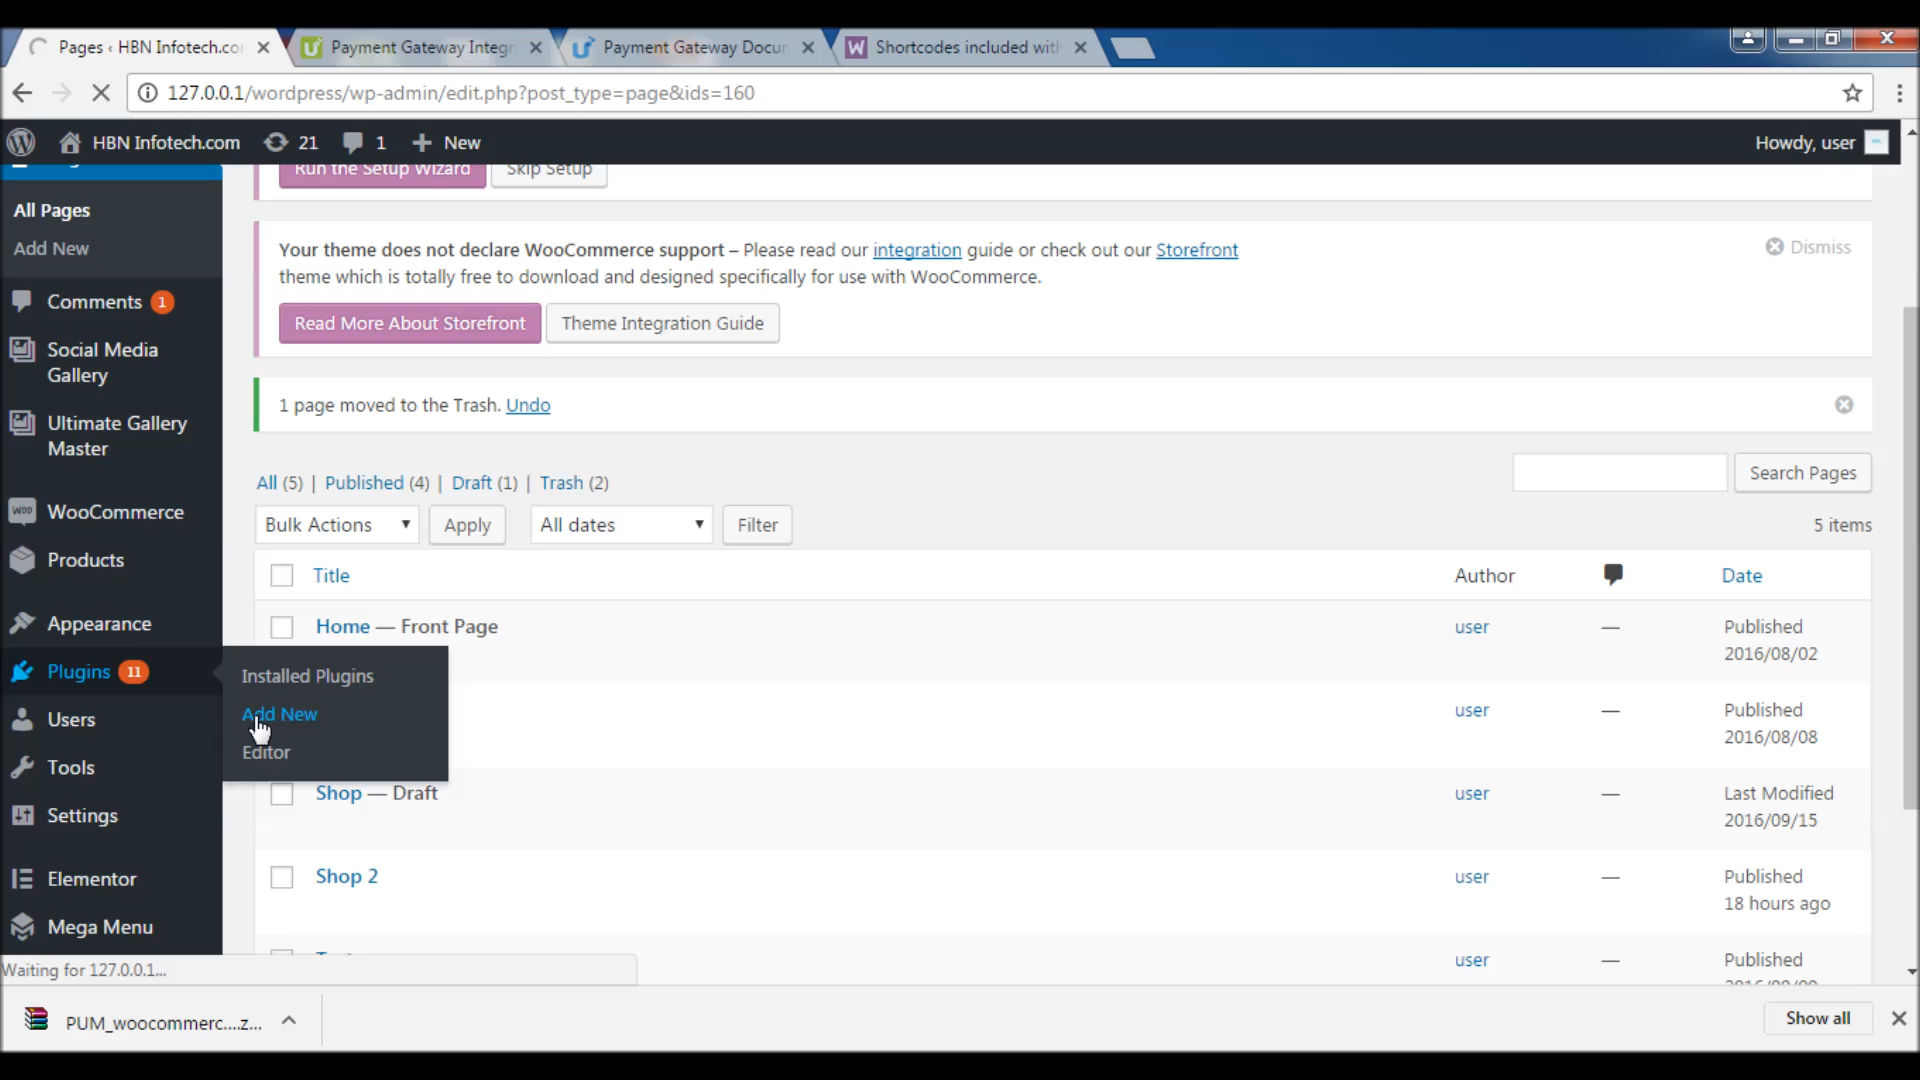 Pages ‹ HBN Infotech.co
Payment Gateway Integr
Payment Gateway Docu
Shortcodes included with
127.0.0.1/wordpress/wp-admin/edit.php?post_type=page&ids=160
HBN Infotech.com
21
1
New
Howdy, user
All Pages
Add New
Comments 1
Social Media
Gallery
Ultimate Gallery
Master
WooCommerce
Products
Appearance
Plugins 11
Users
Tools
Settings
Elementor
Mega Menu
Installed Plugins
Add New
Editor
Run the Setup Wizard
Skip Setup
Your theme does not declare WooCommerce support – Please read our integration guide or check out our Storefront
theme which is totally free to download and designed specifically for use with WooCommerce.
Dismiss
Read More About Storefront
Theme Integration Guide
1 page moved to the Trash. Undo
All (5) | Published (4) | Draft (1) | Trash (2)
Search Pages
Bulk Actions
Apply
All dates
Filter
5 items
Title
Author
Date
Home — Front Page
user
—
Published
2016/08/02
user
—
Published
2016/08/08
Shop — Draft
user
—
Last Modified
2016/09/15
Shop 2
user
—
Published
18 hours ago
user
—
Published
Waiting for 127.0.0.1...
PUM_woocommerc....z...
Show all